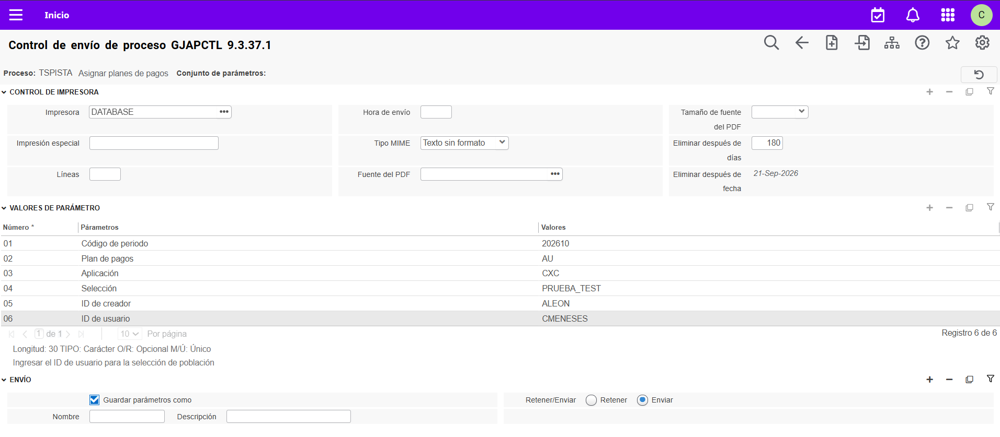 Inicio
C
Control de envío de proceso GJAPCTL 9.3.37.1
Proceso: TSPISTA Asignar planes de pagos Conjunto de parámetros:
CONTROL DE IMPRESORA
Impresora DATABASE
Hora de envío
Tamaño de fuente del PDF
Impresión especial
Tipo MIME Texto sin formato
Eliminar después de días 180
Líneas
Fuente del PDF
Eliminar después de fecha 21-Sep-2026
VALORES DE PARÁMETRO
Número * Párametros Valores
01 Código de periodo 202610
02 Plan de pagos AU
03 Aplicación CXC
04 Selección PRUEBA_TEST
05 ID de creador ALEON
06 ID de usuario CMENESES
1 de 1 10 Por página Registro 6 de 6
Longitud: 30 TIPO: Carácter O/R: Opcional M/Ú: Único
Ingresar el ID de usuario para la selección de población
ENVÍO
Guardar parámetros como Retener/Enviar Retener Enviar
Nombre Descripción